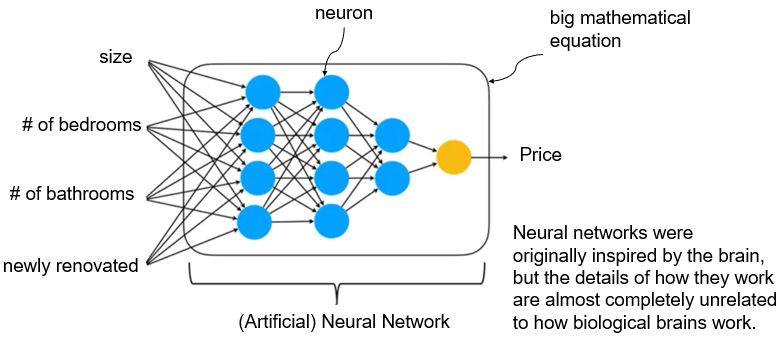 neuron
big mathematical
equation
size
# of bedrooms
# of bathrooms
newly renovated
Price
Neural networks were
originally inspired by the brain,
but the details of how they work
are almost completely unrelated
to how biological brains work.
(Artificial) Neural Network